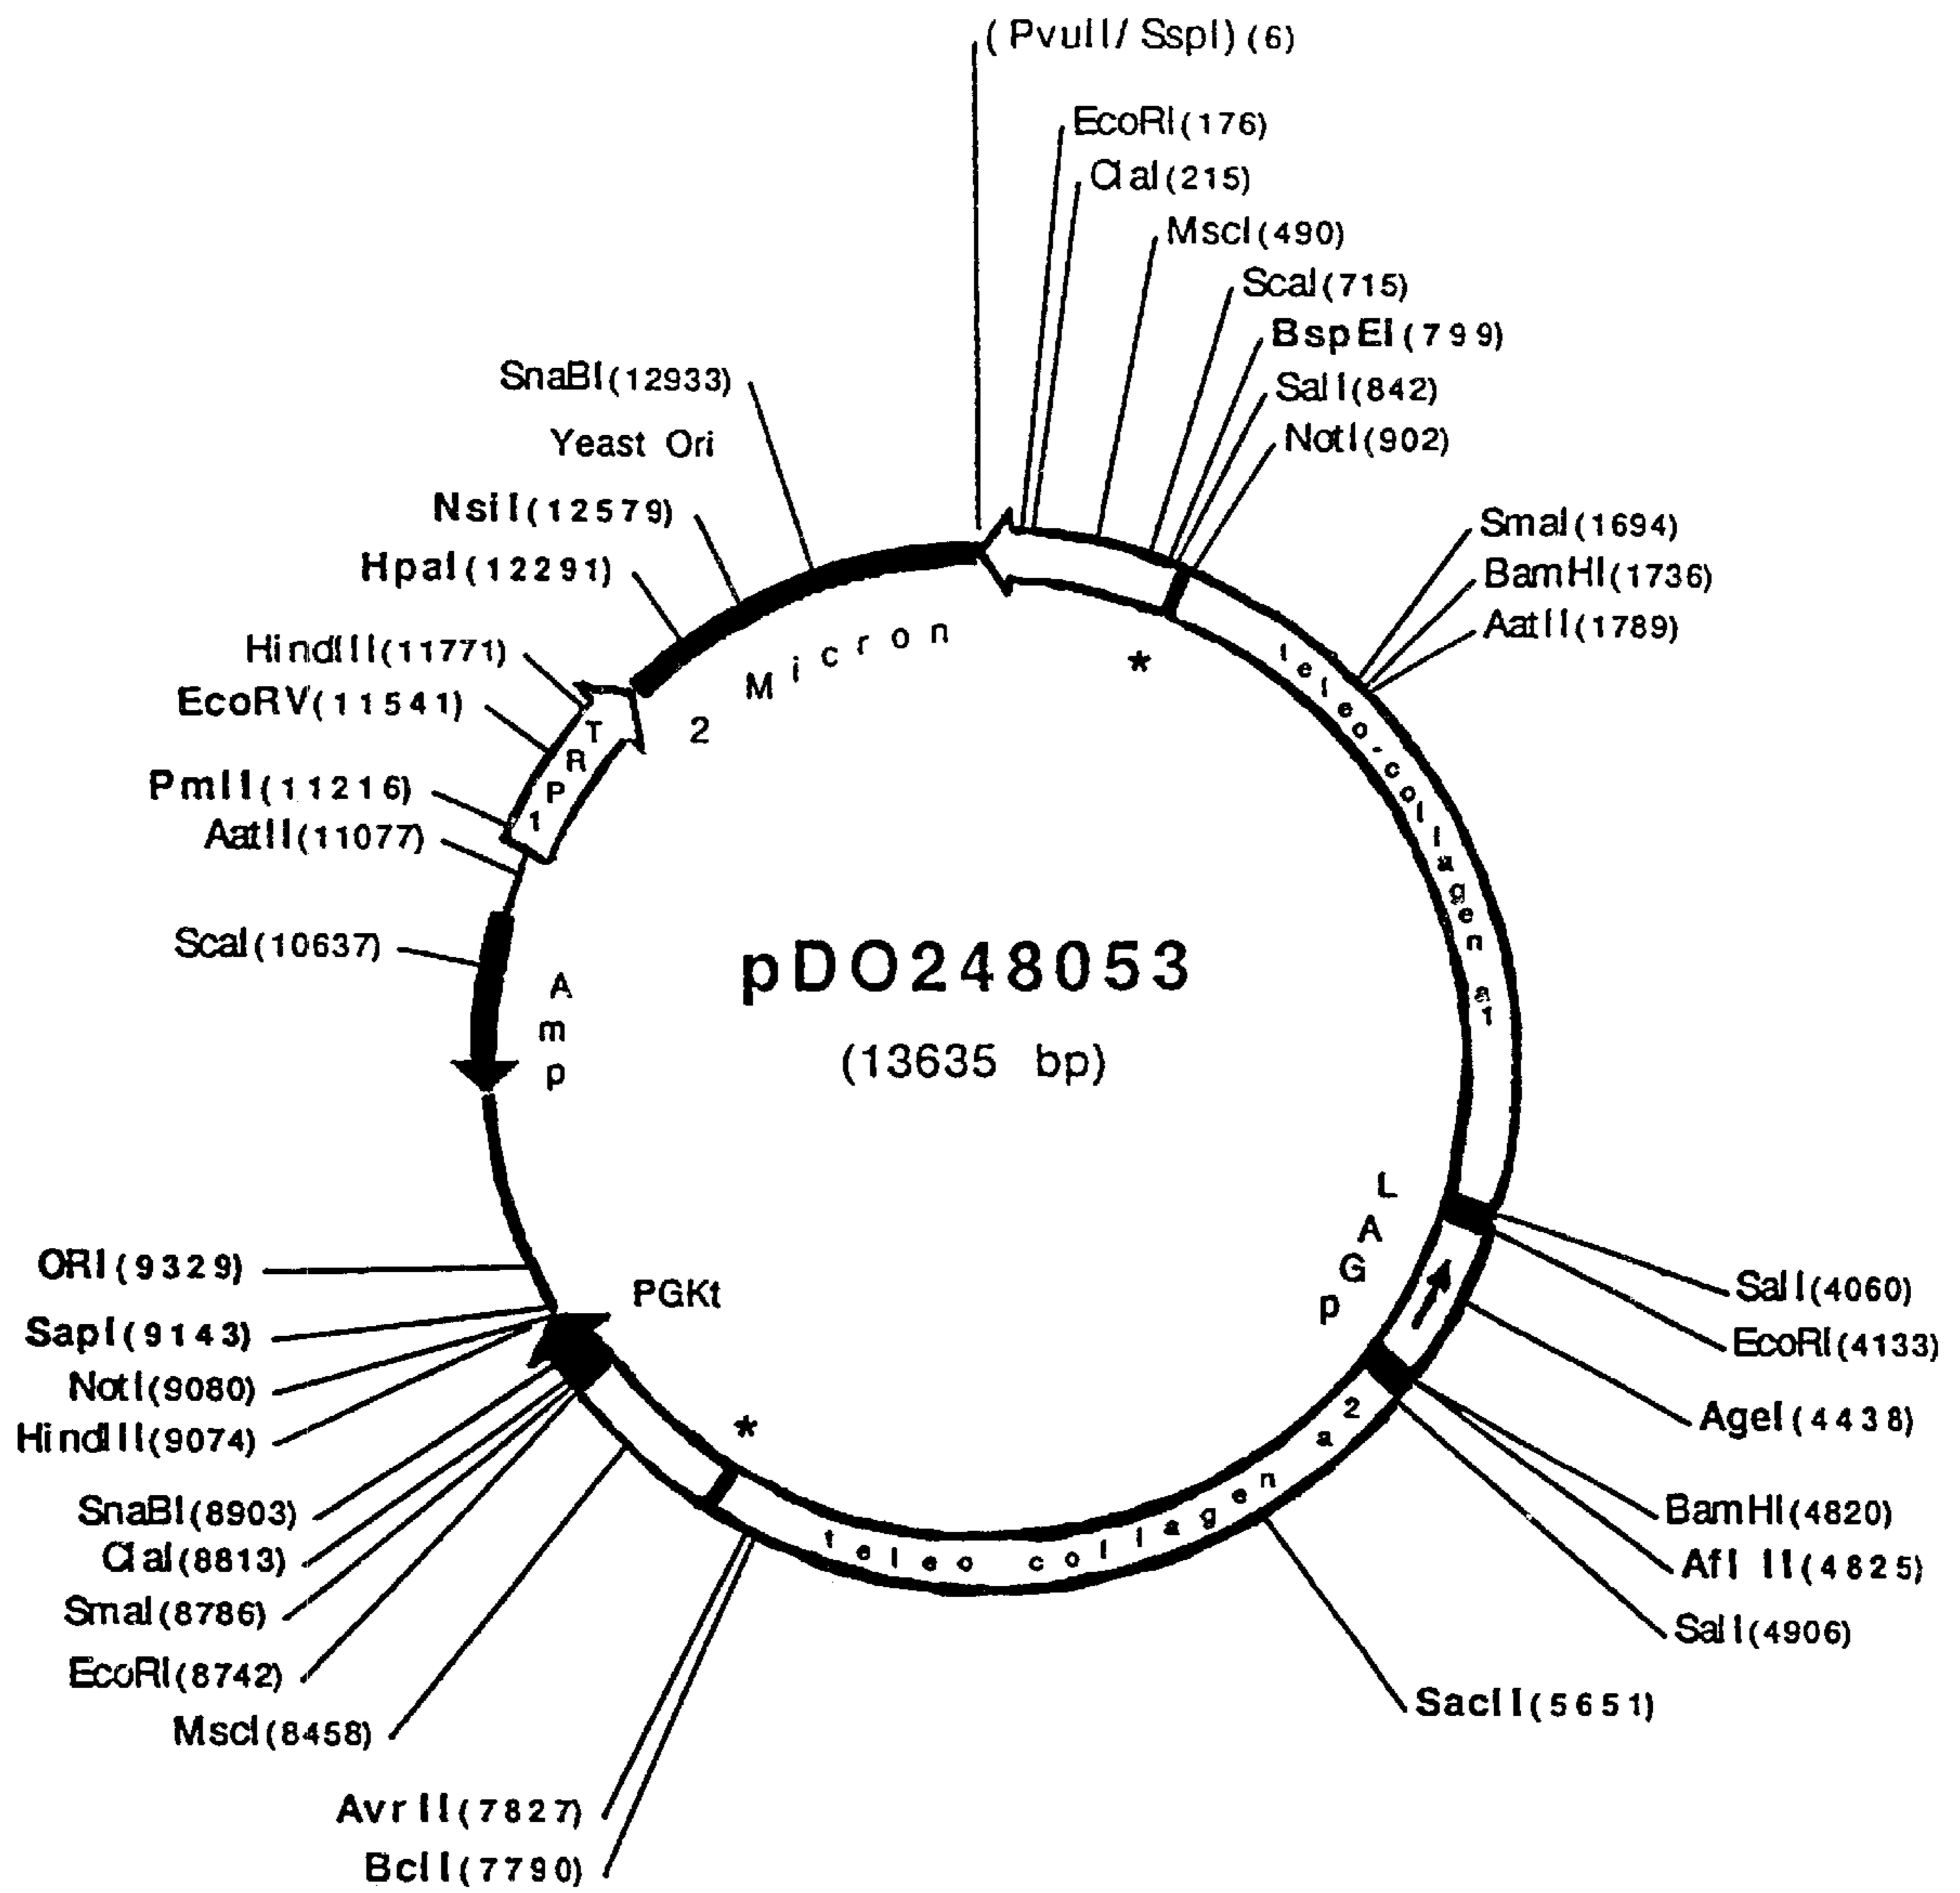 (PvuII/SspI)(6)
EcoRI(176)
ClaI(215)
MscI(490)
ScaI(715)
BspEI(799)
SalI(842)
NotI(902)
SmaI(1694)
BamHI(1736)
AatII(1789)
teleo-collagen a1
SalI(4060)
EcoRI(4133)
AgeI(4438)
pGAL
BamHI(4820)
Afl II(4825)
SalI(4906)
SacII(5651)
teleo collagen a2
*
*
BclI(7790)
AvrII(7827)
MscI(8458)
EcoRI(8742)
SmaI(8786)
ClaI(8813)
SnaBI(8903)
HindIII(9074)
NotI(9080)
SapI(9143)
ORI(9329)
PGKt
Amp
ScaI(10637)
AatII(11077)
PmlI(11216)
EcoRV(11541)
HindIII(11771)
TRP1
HpaI(12291)
NsiI(12579)
Yeast Ori
SnaBI(12933)
2 Micron
pDO248053
(13635 bp)